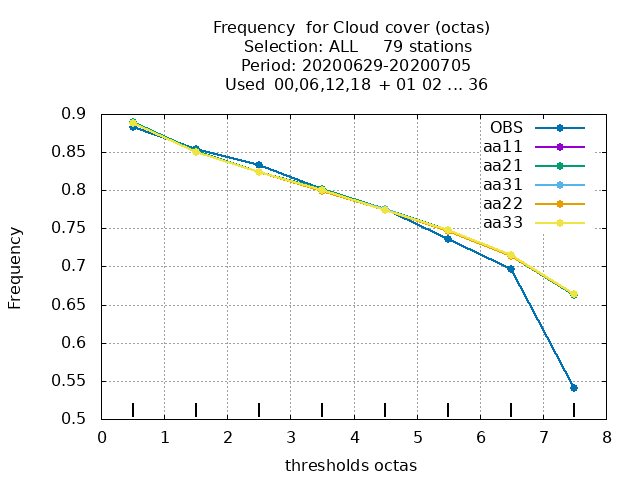 Frequency  for Cloud cover (octas)
Selection: ALL     79 stations
Period: 20200629-20200705
Used  00,06,12,18 + 01 02 ... 36
0.9
0.85
0.8
0.75
0.7
0.65
0.6
0.55
0.5
Frequency
OBS
aa11
aa21
aa31
aa22
aa33
0 1 2 3 4 5 6 7 8
thresholds octas